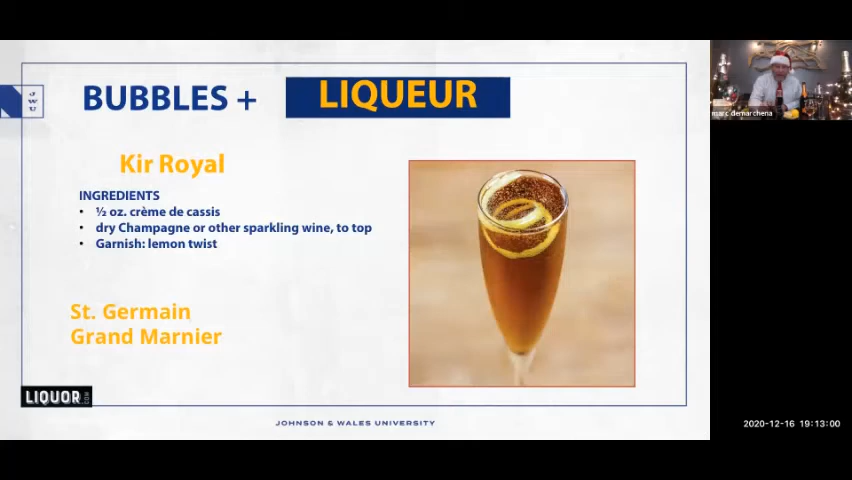 J
W
U
BUBBLES + LIQUEUR
Kir Royal
INGREDIENTS
• ½ oz. crème de cassis
• dry Champagne or other sparkling wine, to top
• Garnish: lemon twist
St. Germain
Grand Marnier
LIQUOR.COM
JOHNSON & WALES UNIVERSITY
marc demarchena
2020-12-16 19:13:00